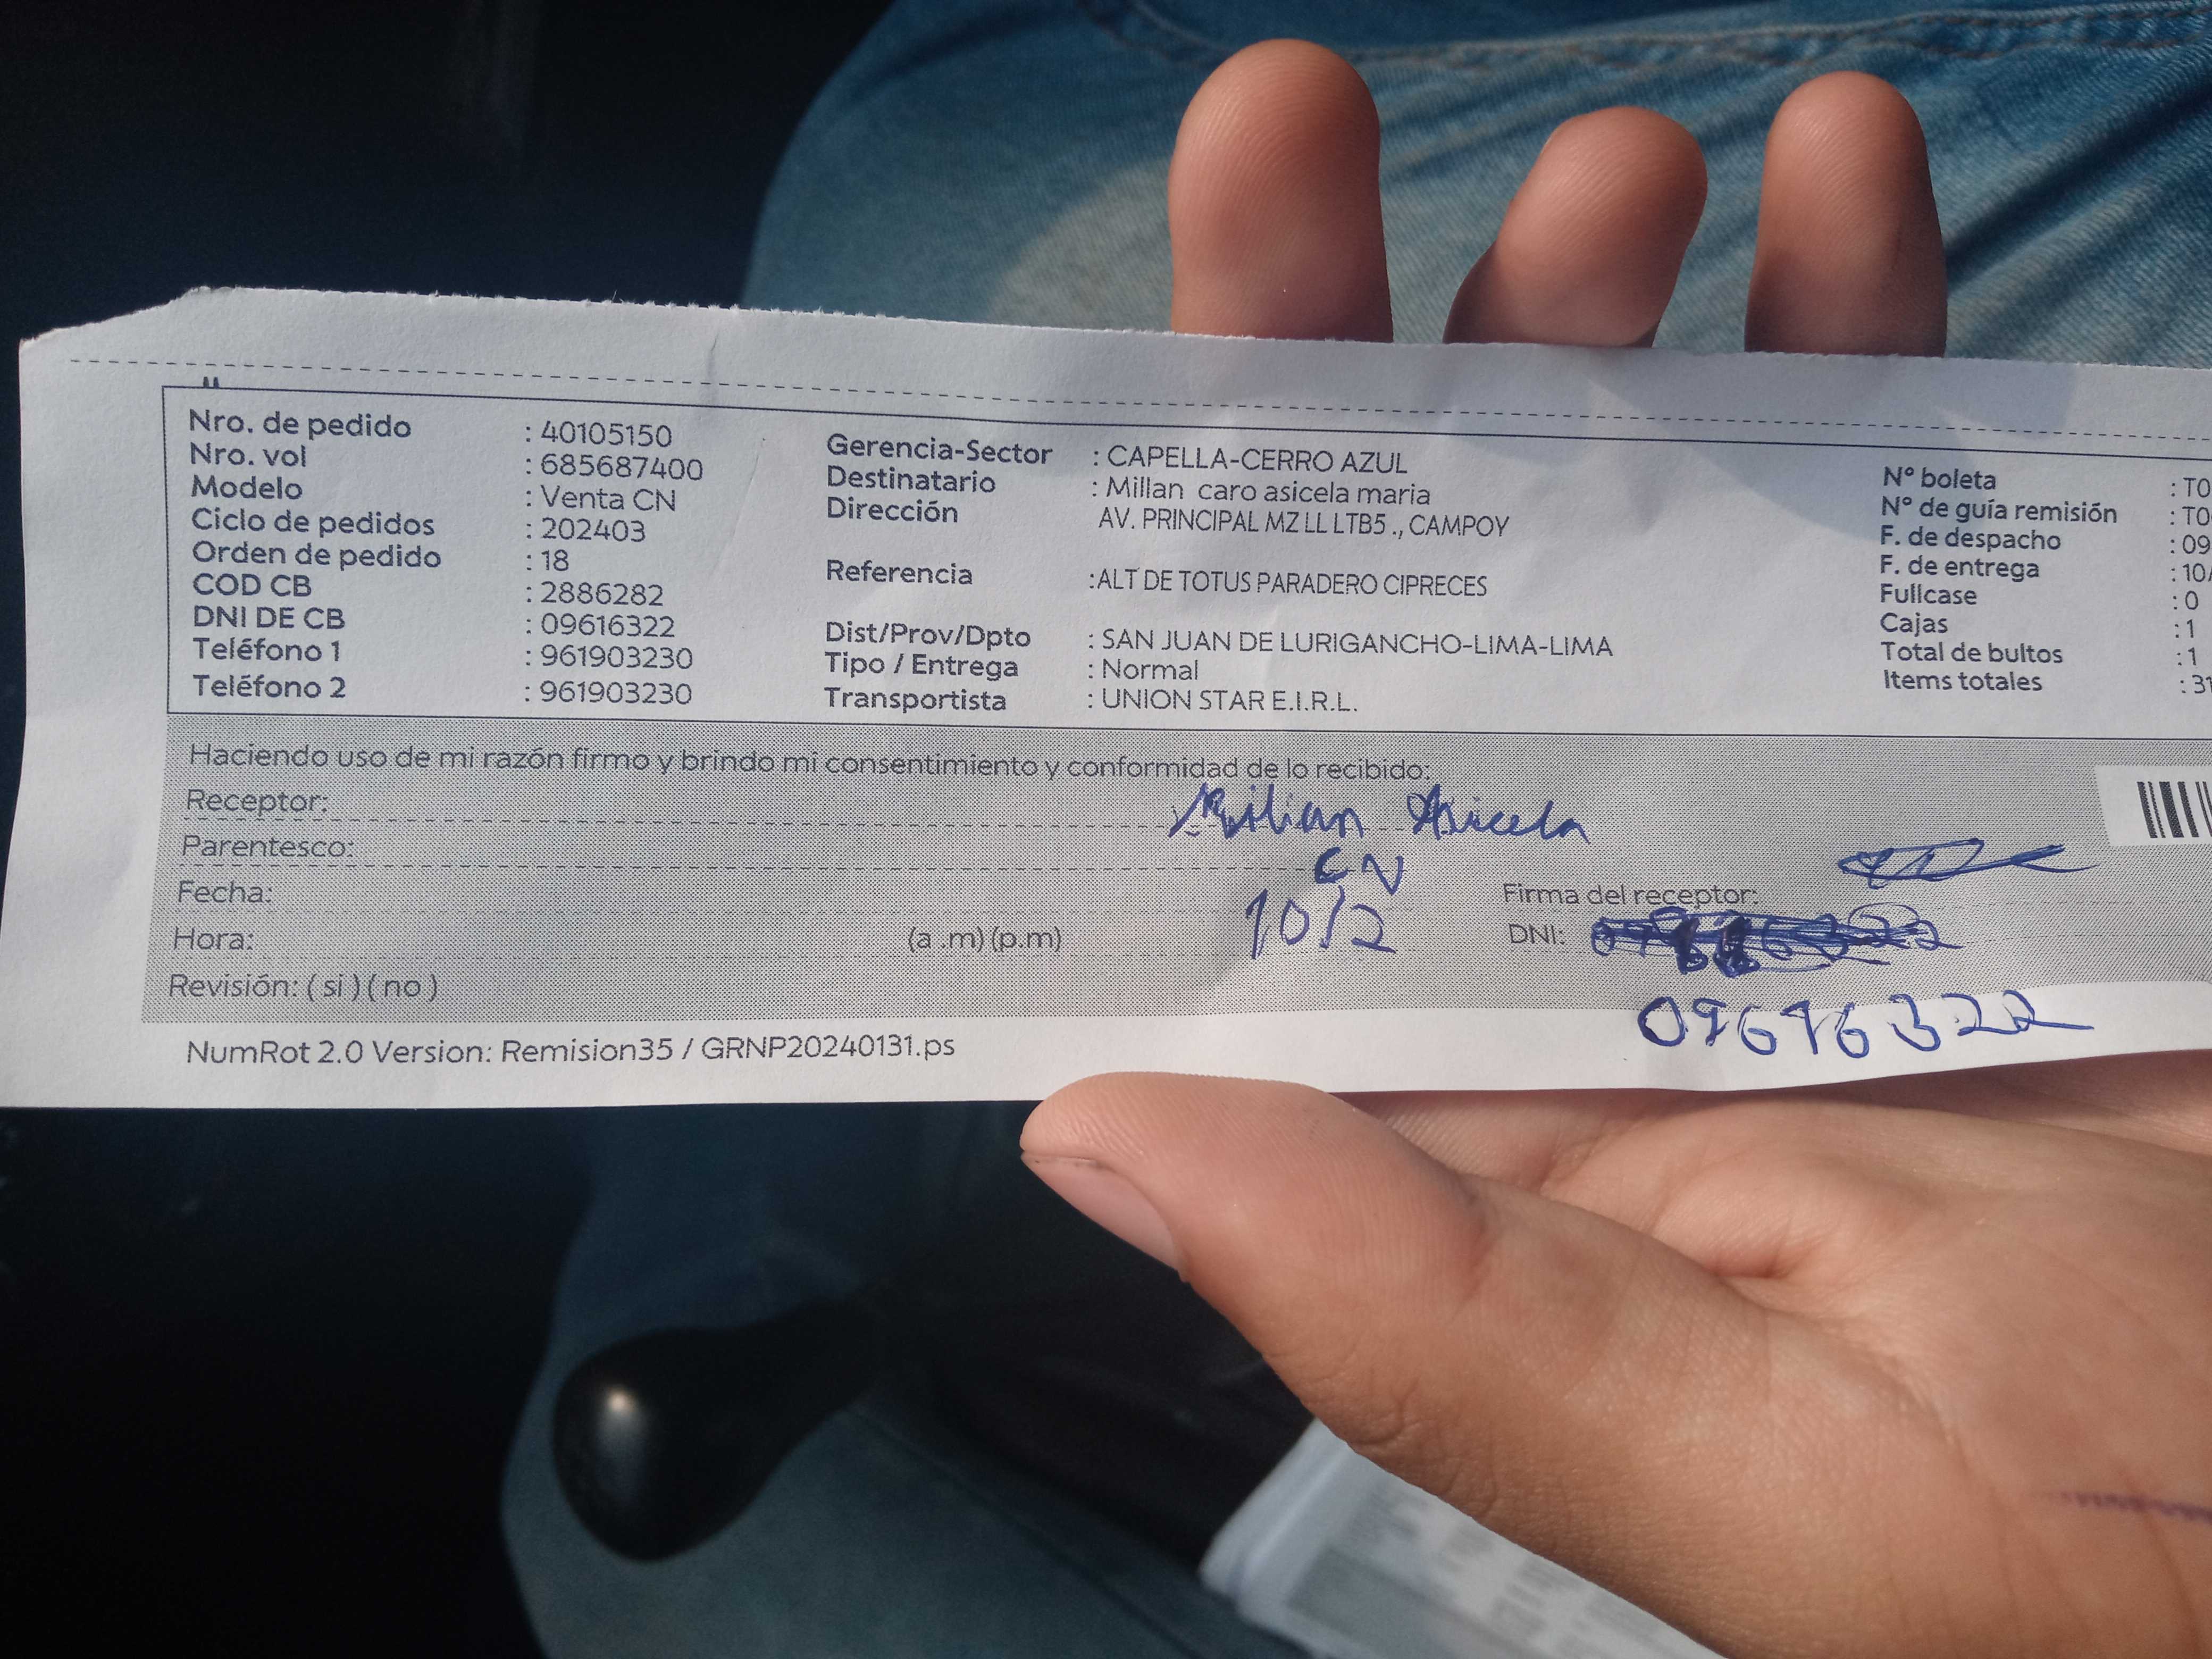 Nro. de pedido : 40105150
Nro. vol : 685687400
Modelo : Venta CN
Ciclo de pedidos : 202403
Orden de pedido : 18
COD CB : 2886282
DNI DE CB : 09616322
Teléfono 1 : 961903230
Teléfono 2 : 961903230
Gerencia-Sector : CAPELLA-CERRO AZUL
Destinatario : Millan caro asicela maria
Dirección AV. PRINCIPAL MZ LL LTB5 ., CAMPOY
Referencia :ALT DE TOTUS PARADERO CIPRECES
Dist/Prov/Dpto : SAN JUAN DE LURIGANCHO-LIMA-LIMA
Tipo / Entrega : Normal
Transportista : UNION STAR E.I.R.L.
N° boleta : T0
N° de guía remisión : T0
F. de despacho : 09
F. de entrega : 10/
Fullcase : 0
Cajas : 1
Total de bultos : 1
Items totales : 31
Haciendo uso de mi razón firmo y brindo mi consentimiento y conformidad de lo recibido:
Receptor: Milian Asicela
Parentesco: CN
Fecha: 10/2
Firma del receptor:
Hora: (a .m) (p.m)
DNI:
09616322
Revisión: ( si ) ( no )
NumRot 2.0 Version: Remision35 / GRNP20240131.ps